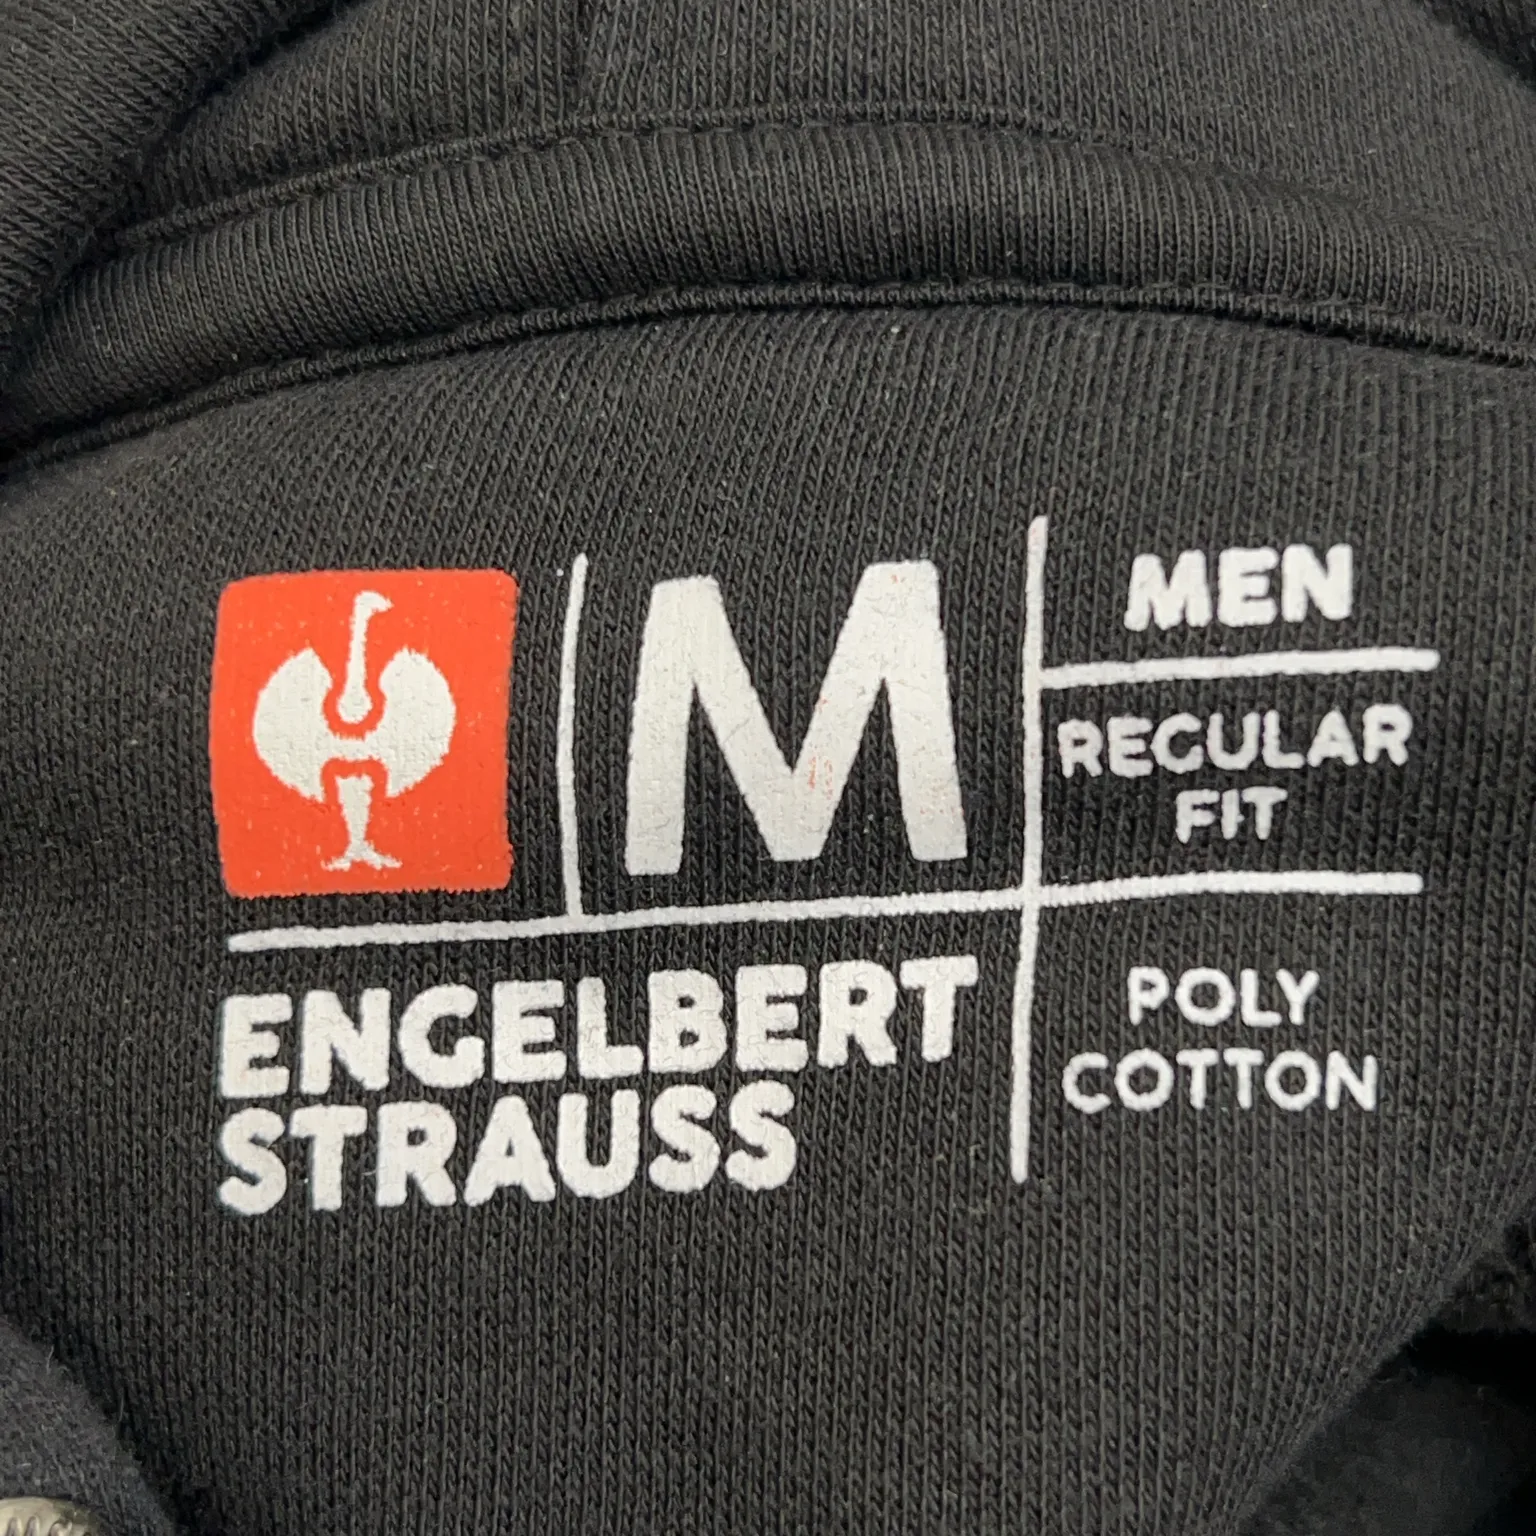 M
MEN
REGULAR
FIT
ENGELBERT
STRAUSS
POLY
COTTON